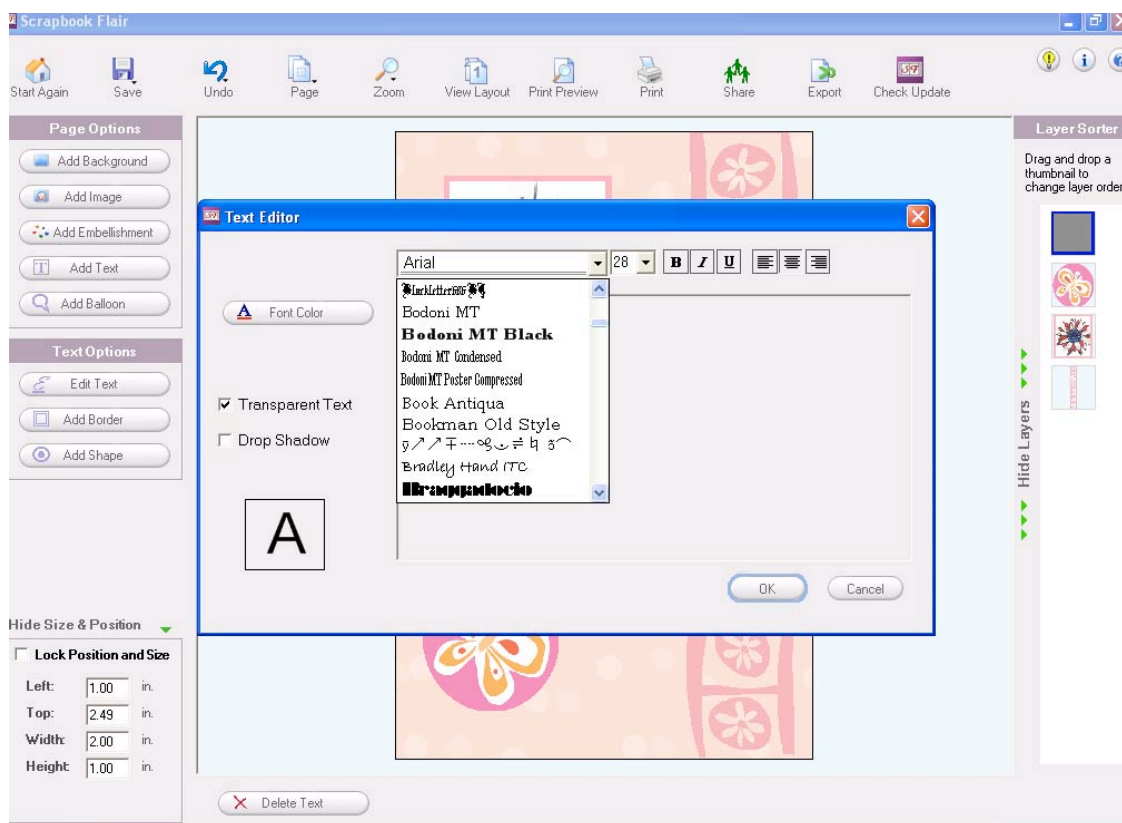 Scrapbook Flair
Start Again
Save
Undo
Page
Zoom
View Layout
Print Preview
Print
Share
Export
Check Update
Page Options
Add Background
Add Image
Add Embellishment
Add Text
Add Balloon
Text Options
Edit Text
Add Border
Add Shape
Hide Size & Position
Lock Position and Size
Left: 1.00 in.
Top: 2.49 in.
Width: 2.00 in.
Height: 1.00 in.
Text Editor
Arial 28 B I U
Font Color
Transparent Text
Drop Shadow
A
Bodoni MT
Bodoni MT Black
Bodoni MT Condensed
Bodoni MT Poster Compressed
Book Antiqua
Bookman Old Style
Bradley Hand ITC
Braggadocio
OK
Cancel
Delete Text
Layer Sorter
Drag and drop a
thumbnail to
change layer order
Hide Layers